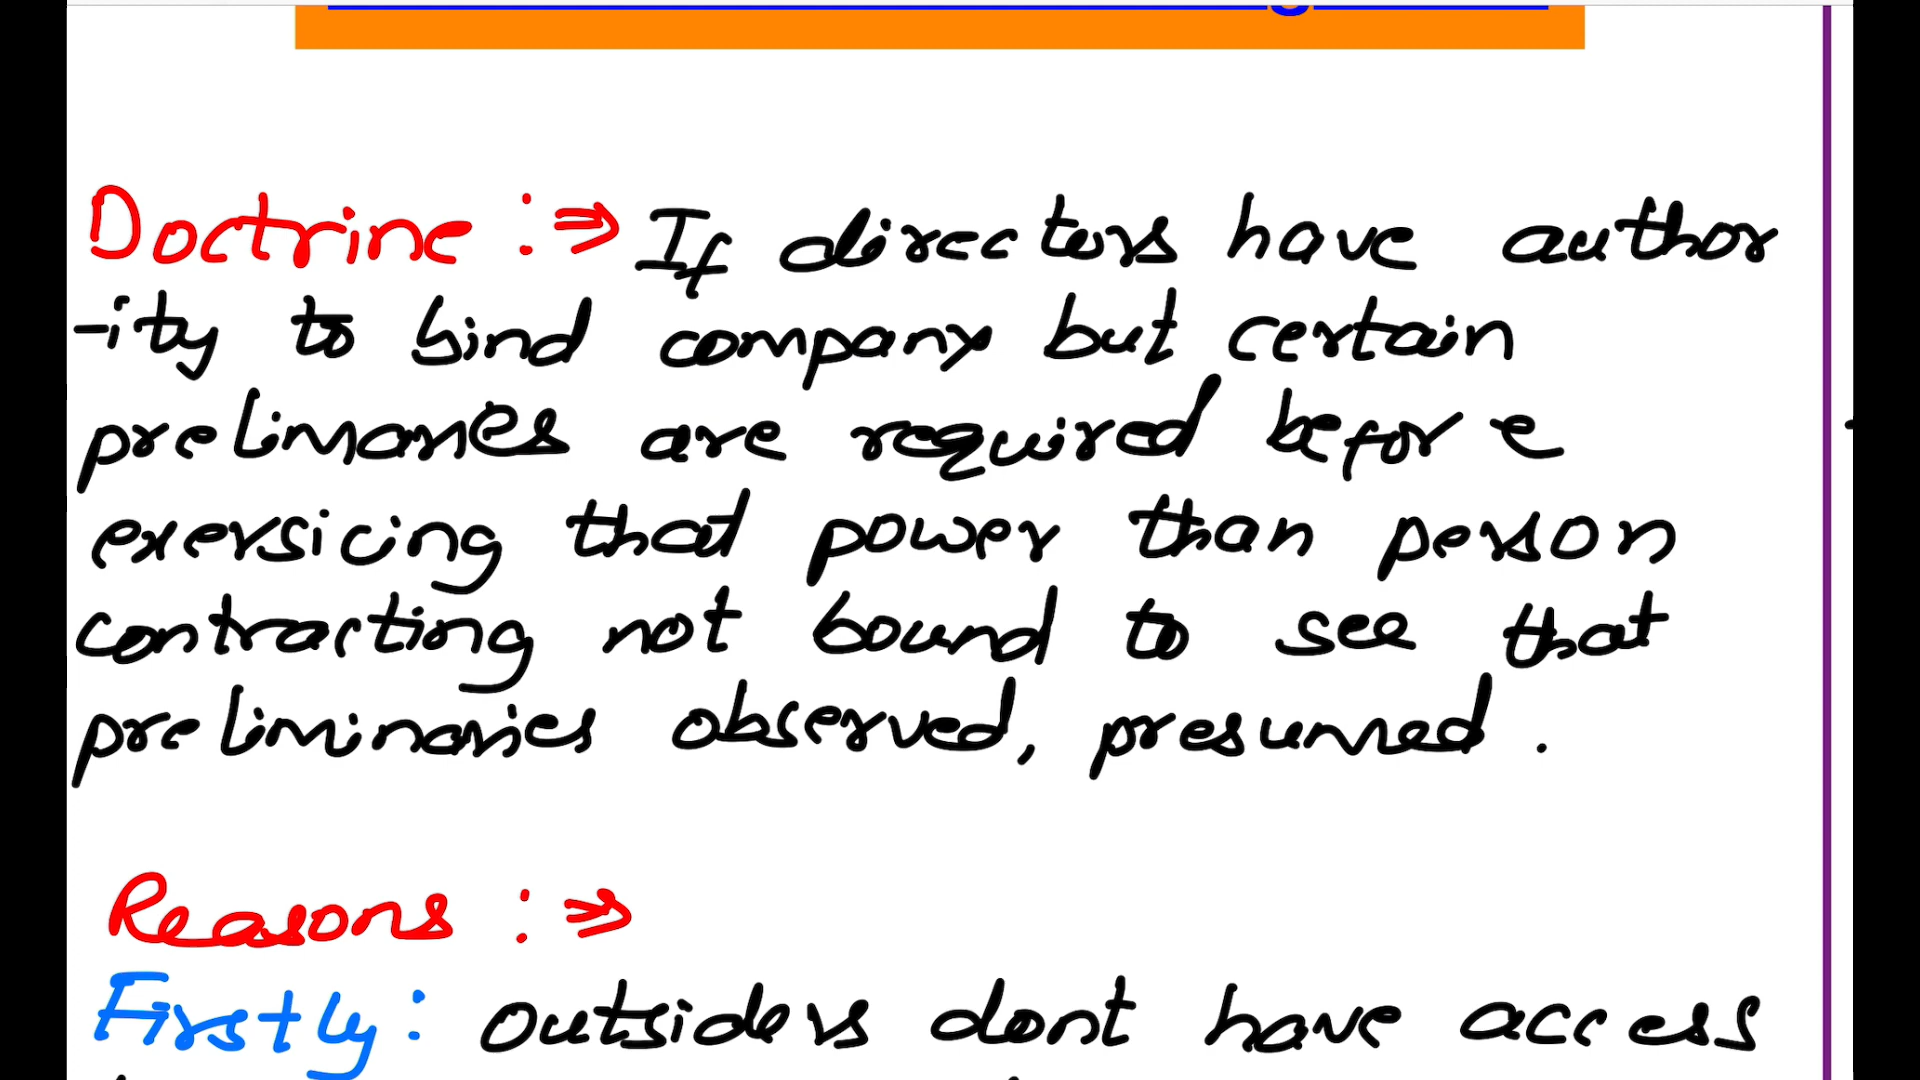 Doctrine :⇒ If directors have author
-ity to bind company but certain
prelimanies are required before
exersicing that power than person
contracting not bound to see that
preliminaries observed, presumed.
Reasons :⇒
Firstly: outsiders dont have access